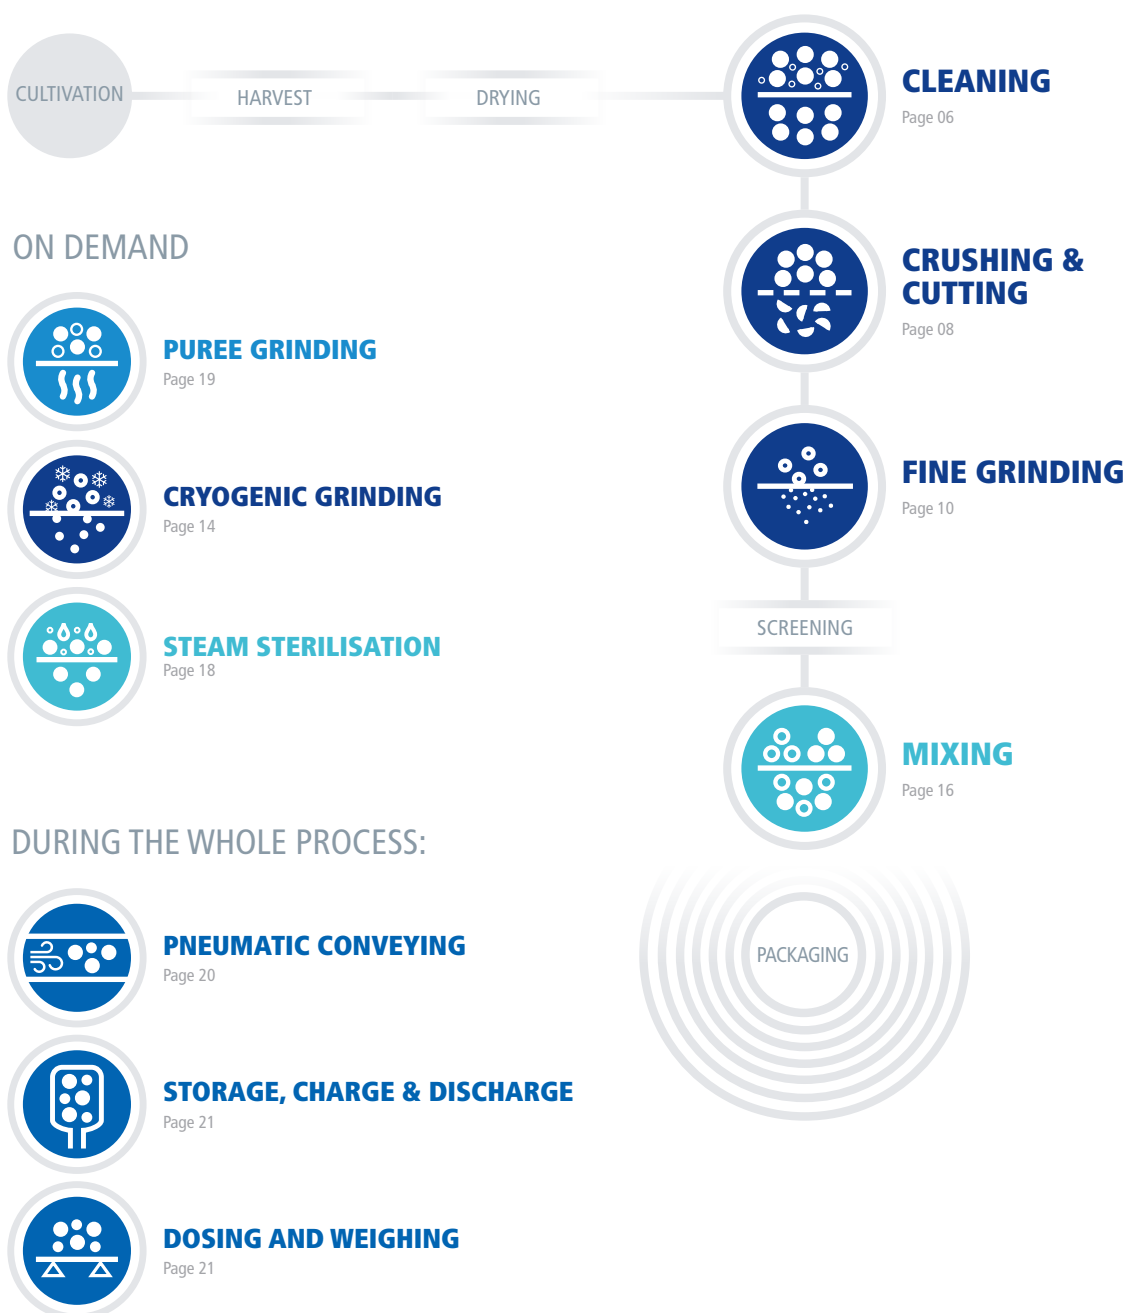 CULTIVATION
HARVEST
DRYING
CLEANING
Page 06
CRUSHING &
CUTTING
Page 08
FINE GRINDING
Page 10
SCREENING
MIXING
Page 16
PACKAGING
ON DEMAND
PUREE GRINDING
Page 19
CRYOGENIC GRINDING
Page 14
STEAM STERILISATION
Page 18
DURING THE WHOLE PROCESS:
PNEUMATIC CONVEYING
Page 20
STORAGE, CHARGE & DISCHARGE
Page 21
DOSING AND WEIGHING
Page 21